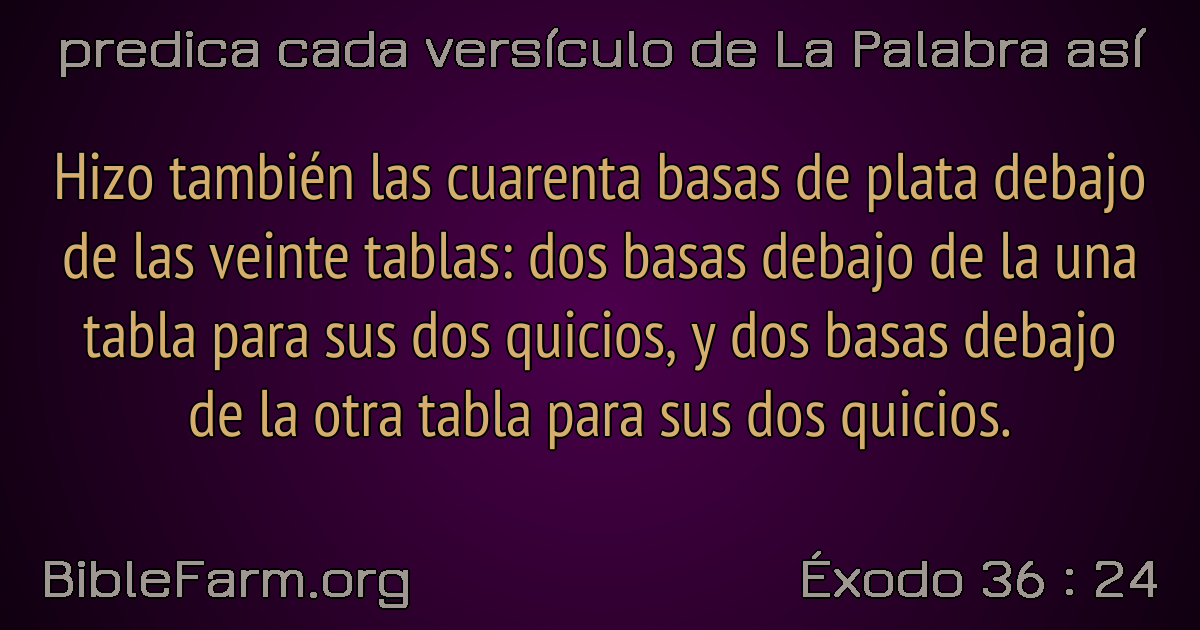 predica cada versículo de La Palabra así
Hizo también las cuarenta basas de plata debajo
de las veinte tablas: dos basas debajo de la una
tabla para sus dos quicios, y dos basas debajo
de la otra tabla para sus dos quicios.
BibleFarm.org
Éxodo 36 : 24